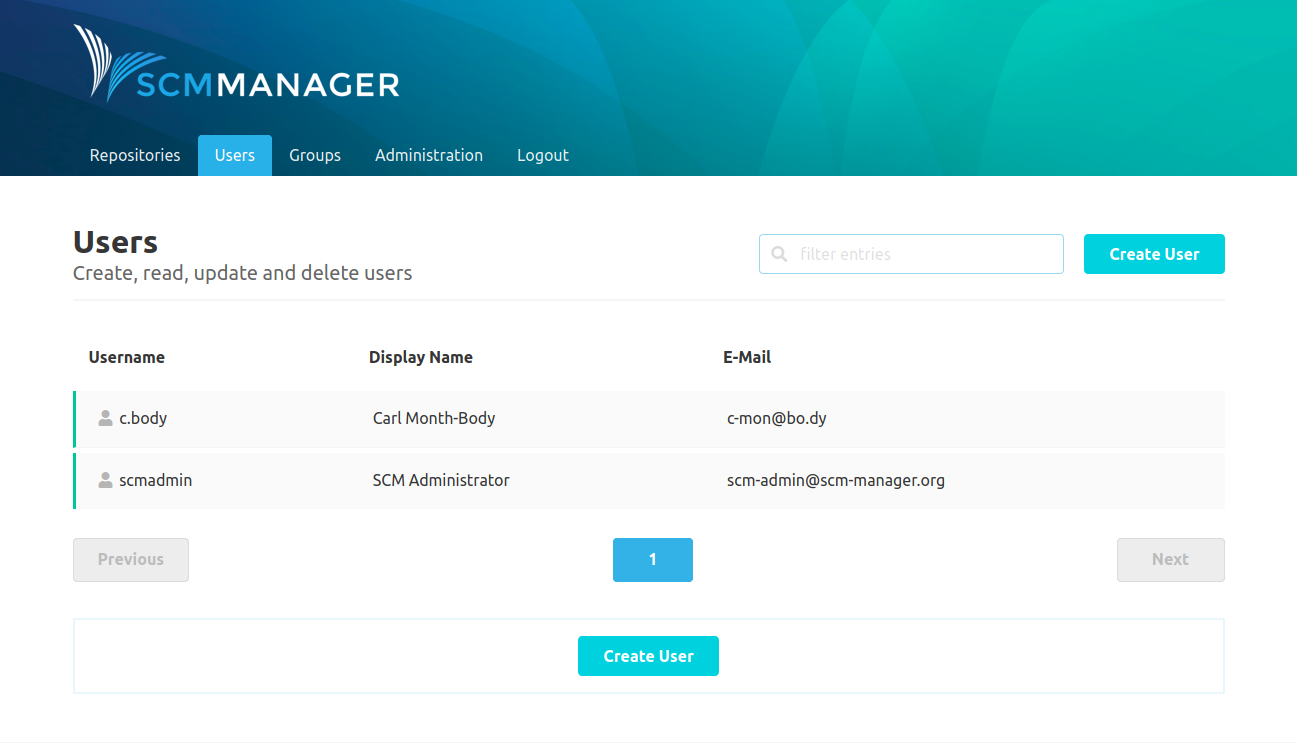 SCMMANAGER
Repositories Users Groups Administration Logout
Users
Create, read, update and delete users
filter entries
Create User
Username Display Name E-Mail
c.body Carl Month-Body c-mon@bo.dy
scmadmin SCM Administrator scm-admin@scm-manager.org
Previous 1 Next
Create User